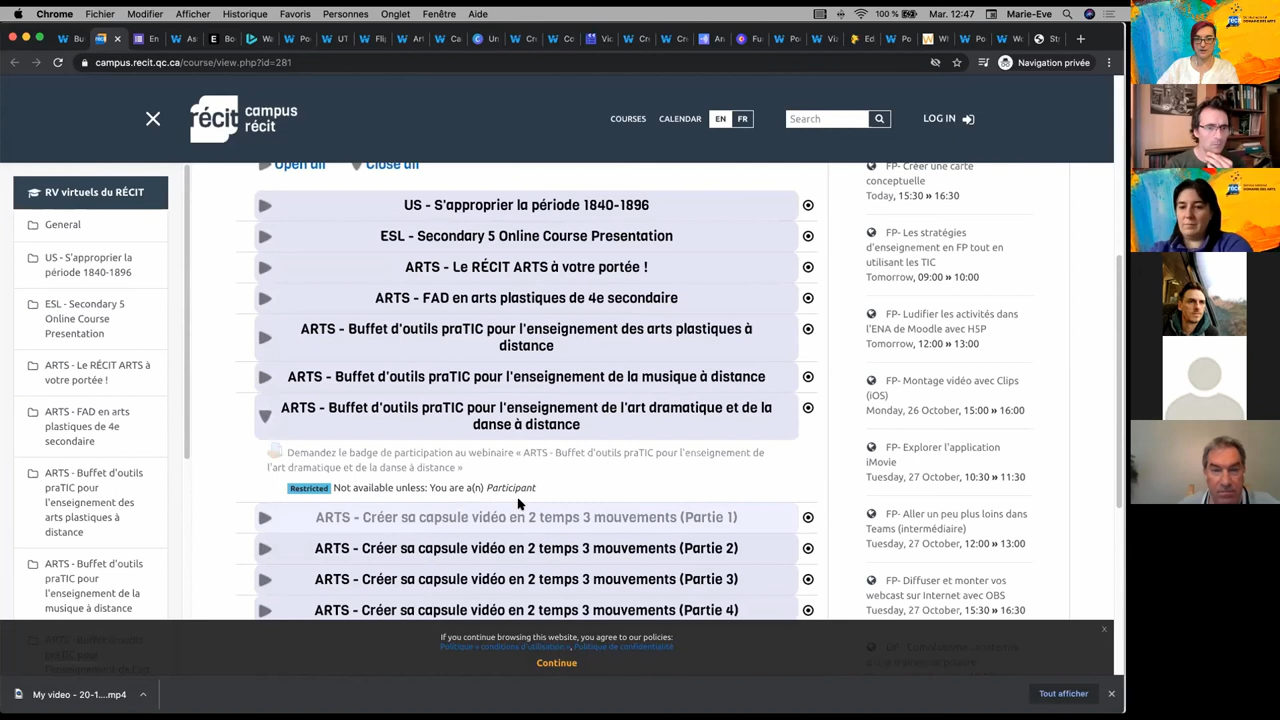 Chrome Fichier Modifier Afficher Historique Favoris Personnes Onglet Fenêtre Aide 100 % Mar. 12:47 Marie-Eve
campus.recit.qc.ca/course/view.php?id=281 Navigation privée
récit campus récit
COURSES CALENDAR EN FR Search LOG IN
RV virtuels du RÉCIT
General
US - S'approprier la
période 1840-1896
ESL - Secondary 5
Online Course
Presentation
ARTS - Le RÉCIT ARTS à
votre portée !
ARTS - FAD en arts
plastiques de 4e
secondaire
ARTS - Buffet d'outils
praTIC pour
l'enseignement des
arts plastiques à
distance
ARTS - Buffet d'outils
praTIC pour
l'enseignement de la
musique à distance
Open all Close all
US - S'approprier la période 1840-1896
ESL - Secondary 5 Online Course Presentation
ARTS - Le RÉCIT ARTS à votre portée !
ARTS - FAD en arts plastiques de 4e secondaire
ARTS - Buffet d'outils praTIC pour l'enseignement des arts plastiques à
distance
ARTS - Buffet d'outils praTIC pour l'enseignement de la musique à distance
ARTS - Buffet d'outils praTIC pour l'enseignement de l'art dramatique et de la
danse à distance
Demandez le badge de participation au webinaire « ARTS - Buffet d'outils praTIC pour l'enseignement de
l'art dramatique et de la danse à distance »
Restricted Not available unless: You are a(n) Participant
ARTS - Créer sa capsule vidéo en 2 temps 3 mouvements (Partie 1)
ARTS - Créer sa capsule vidéo en 2 temps 3 mouvements (Partie 2)
ARTS - Créer sa capsule vidéo en 2 temps 3 mouvements (Partie 3)
ARTS - Créer sa capsule vidéo en 2 temps 3 mouvements (Partie 4)
FP- Créer une carte
conceptuelle
Today, 15:30 » 16:30
FP- Les stratégies
d'enseignement en FP tout en
utilisant les TIC
Tomorrow, 09:00 » 10:00
FP- Ludifier les activités dans
l'ENA de Moodle avec H5P
Tomorrow, 12:00 » 13:00
FP- Montage vidéo avec Clips
(iOS)
Monday, 26 October, 15:00 » 16:00
FP- Explorer l'application
iMovie
Tuesday, 27 October, 10:30 » 11:30
FP- Aller un peu plus loins dans
Teams (intermédiaire)
Tuesday, 27 October, 12:00 » 13:00
FP- Diffuser et monter vos
webcast sur Internet avec OBS
Tuesday, 27 October, 15:30 » 16:30
If you continue browsing this website, you agree to our policies:
Politique « conditions d'utilisation », Politique de confidentialité
Continue
x
My video - 20-1....mp4 Tout afficher